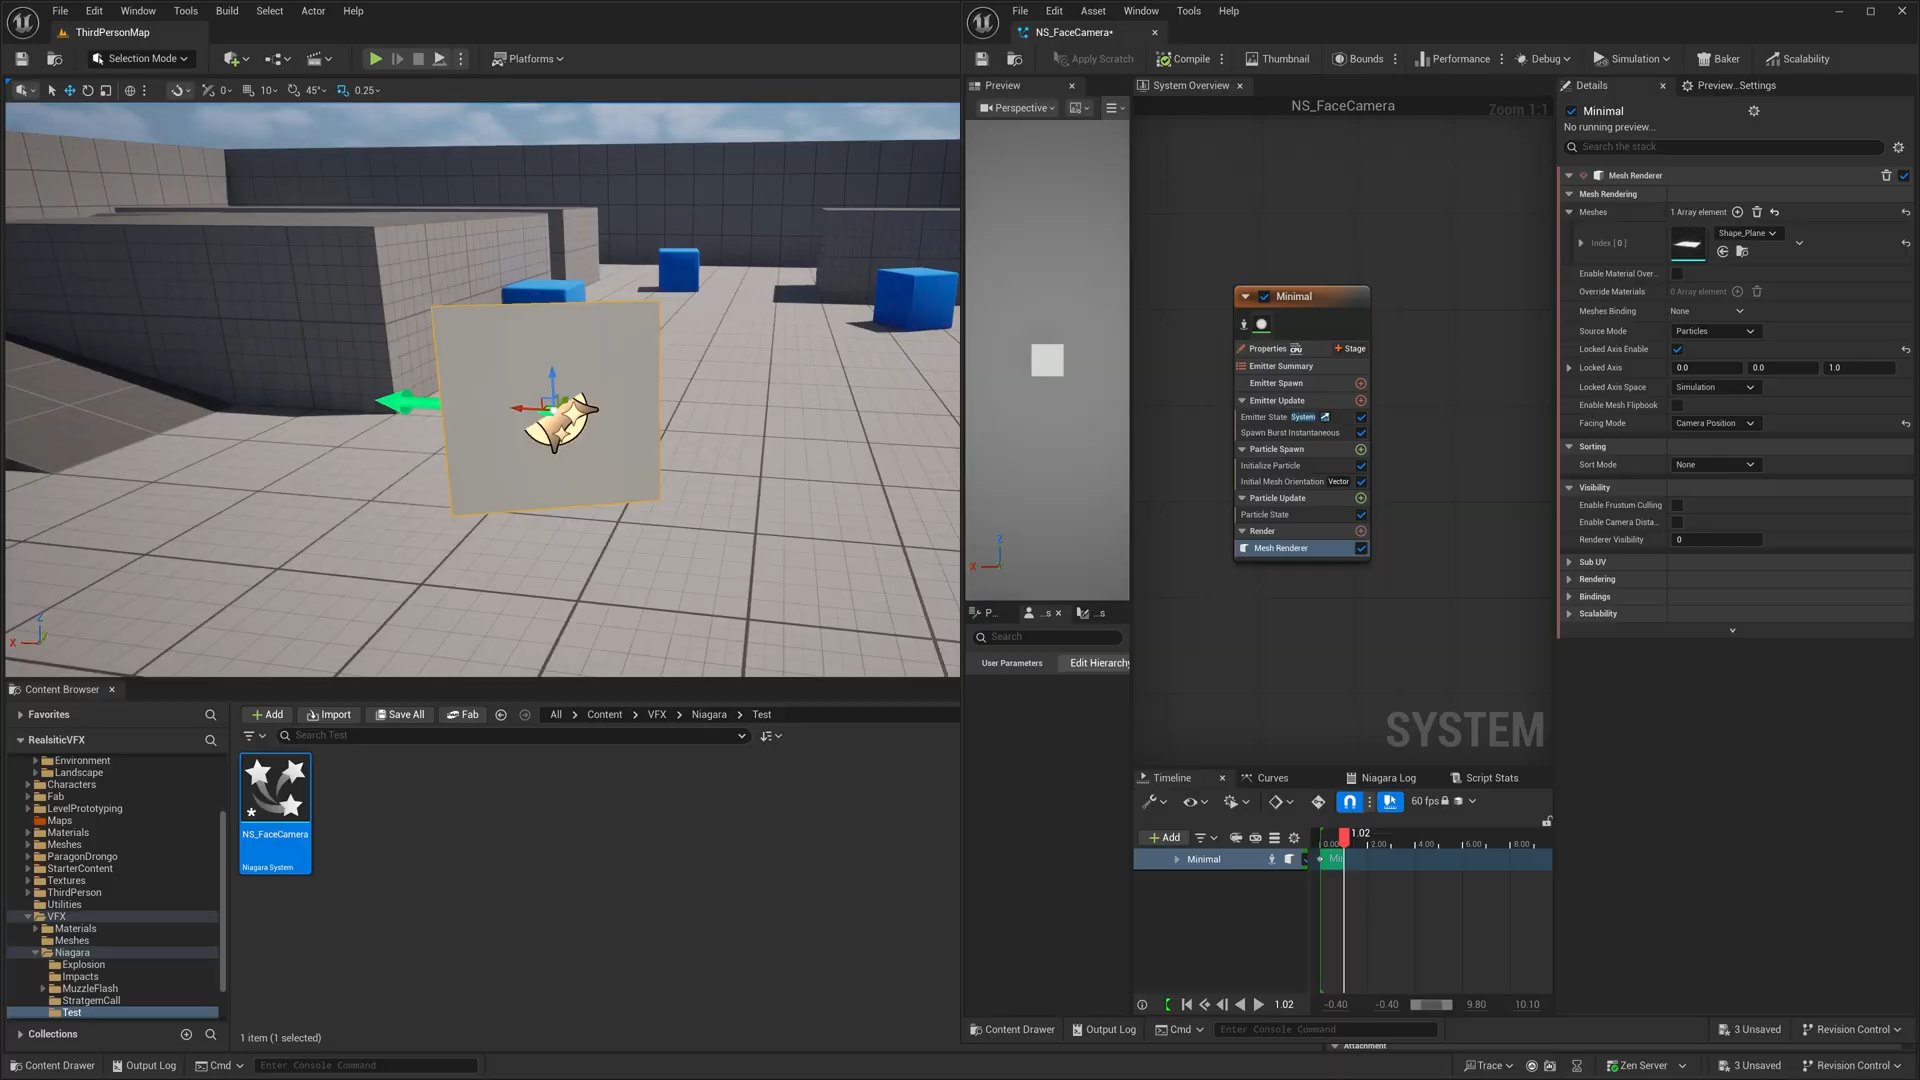 File Edit Window Tools Build Select Actor Help
ThirdPersonMap
Selection Mode
Platforms
0
10
45°
0.25
X
Z
Content Browser
Favorites
RealsiticVFX
Environment
Landscape
Characters
Fab
LevelPrototyping
Maps
Materials
Meshes
ParagonDrongo
StarterContent
Textures
ThirdPerson
Utilities
VFX
Materials
Meshes
Niagara
Explosion
Impacts
MuzzleFlash
StratgemCall
Test
Collections
Add Import Save All Fab All > Content > VFX > Niagara > Test
Search Test
NS_FaceCamera
Niagara System
1 item (1 selected)
Content Drawer Output Log Cmd Enter Console Command
File Edit Asset Window Tools Help
NS_FaceCamera•
Apply Scratch Compile Thumbnail Bounds Performance Debug Simulation Baker Scalability
Preview
Perspective
Z
X
P... ...s ...s
Search
User Parameters Edit Hierarchy
System Overview
NS_FaceCamera
Zoom 1:1
Minimal
Properties CPU + Stage
Emitter Summary
Emitter Spawn
Emitter Update
Emitter State System
Spawn Burst Instantaneous
Particle Spawn
Initialize Particle
Initial Mesh Orientation Vector
Particle Update
Particle State
Render
Mesh Renderer
SYSTEM
Timeline Curves Niagara Log Script Stats
60 fps
+ Add
1.02
0.00 2.00 4.00 6.00 8.00
Minimal
1.02 -0.40 -0.40 9.80 10.10
Content Drawer Output Log Cmd Enter Console Command
3 Unsaved Revision Control
Attachment
Trace Zen Server 3 Unsaved Revision Control
Details Preview...Settings
Minimal
No running preview...
Search the stack
Mesh Renderer
Mesh Rendering
Meshes 1 Array element
Index [ 0 ] Shape_Plane
Enable Material Over...
Override Materials 0 Array element
Meshes Binding None
Source Mode Particles
Locked Axis Enable
Locked Axis 0.0 0.0 1.0
Locked Axis Space Simulation
Enable Mesh Flipbook
Facing Mode Camera Position
Sorting
Sort Mode None
Visibility
Enable Frustum Culling
Enable Camera Dista...
Renderer Visibility 0
Sub UV
Rendering
Bindings
Scalability